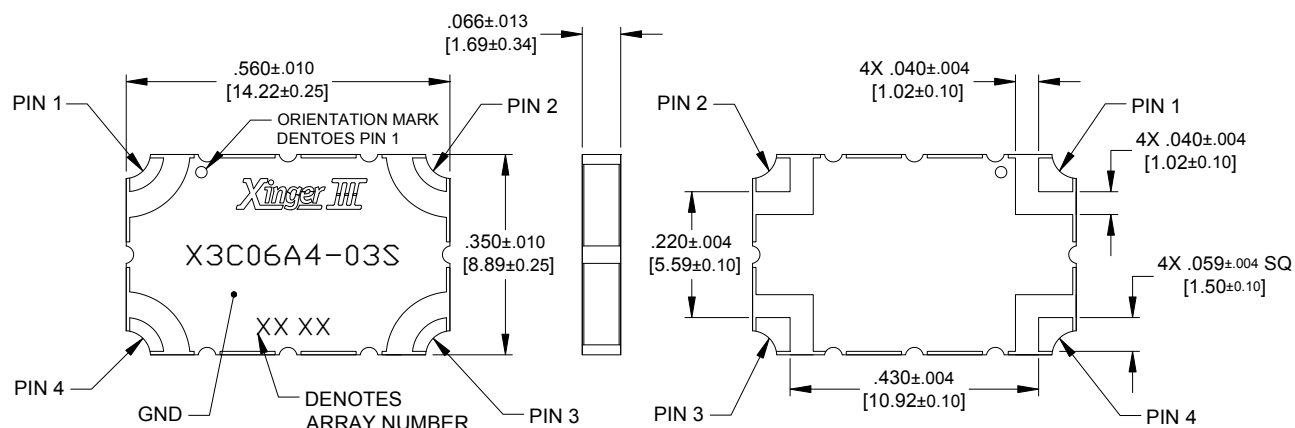 .066±.013
[1.69±0.34]
.560±.010
[14.22±0.25]
4X .040±.004
[1.02±0.10]
PIN 1
PIN 2
ORIENTATION MARK
DENTOES PIN 1
PIN 2
PIN 1
4X .040±.004
[1.02±0.10]
Xinger III
X3C06A4-03S
.350±.010
[8.89±0.25]
.220±.004
[5.59±0.10]
4X .059±.004 SQ
[1.50±0.10]
XX XX
PIN 4
GND
DENOTES
ARRAY NUMBER
PIN 3
PIN 3
.430±.004
[10.92±0.10]
PIN 4